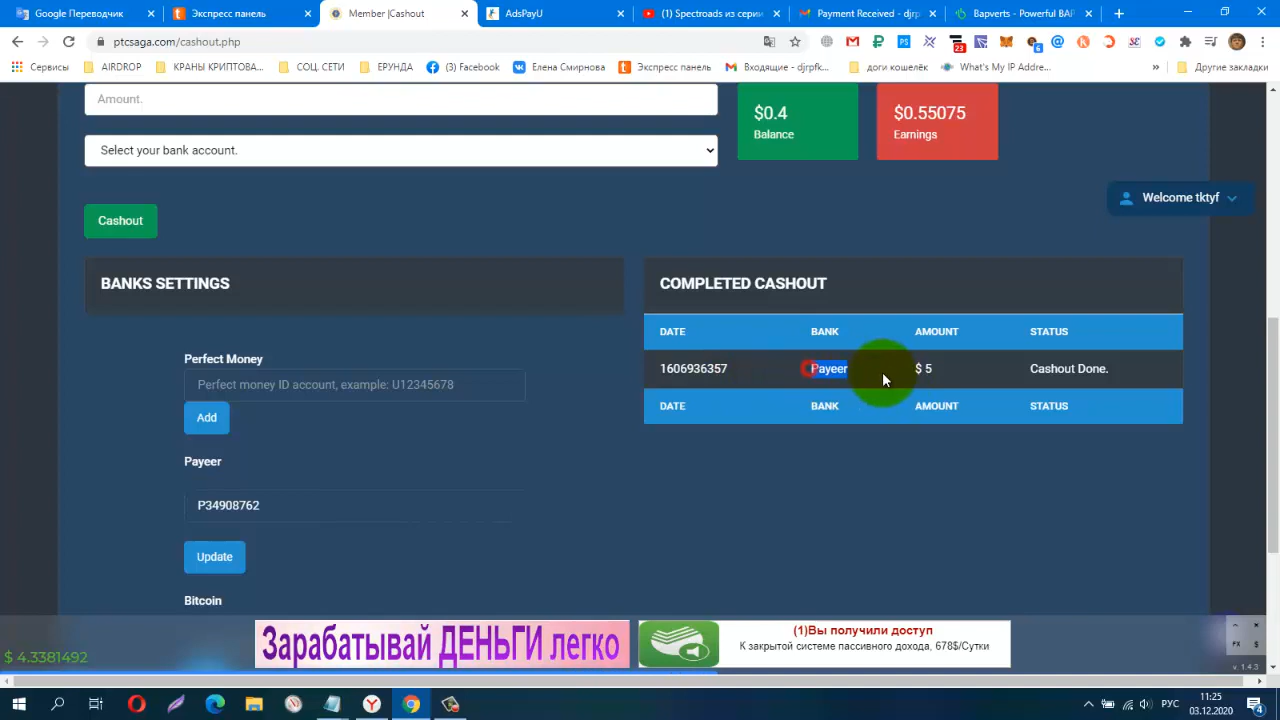 Google Переводчик
Экспресс панель
Member |Cashout
AdsPayU
(1) Spectroads из серии
Payment Received - djrp
Bapverts - Powerful BAP
ptcsaga.com/cashout.php
23
6
Сервисы
AIRDROP
КРАНЫ КРИПТОВА...
СОЦ. СЕТИ
ЕРУНДА
(3) Facebook
Елена Смирнова
Экспресс панель
Входящие - djrpfk...
доги кошелёк
What's My IP Addre...
»
Другие закладки
Amount.
$0.4
Balance
$0.55075
Earnings
Select your bank account.
Welcome tktyf
Cashout
BANKS SETTINGS
COMPLETED CASHOUT
DATE BANK AMOUNT STATUS
1606936357 Payeer $ 5 Cashout Done.
DATE BANK AMOUNT STATUS
Perfect Money
Perfect money ID account, example: U12345678
Add
Payeer
P34908762
Update
Bitcoin
Зарабатывай ДЕНЬГИ легко
(1)Вы получили доступ
К закрытой системе пассивного дохода, 678$/Сутки
$ 4.3381492
PX $
v. 1.4.3
РУС
11:25
03.12.2020
4